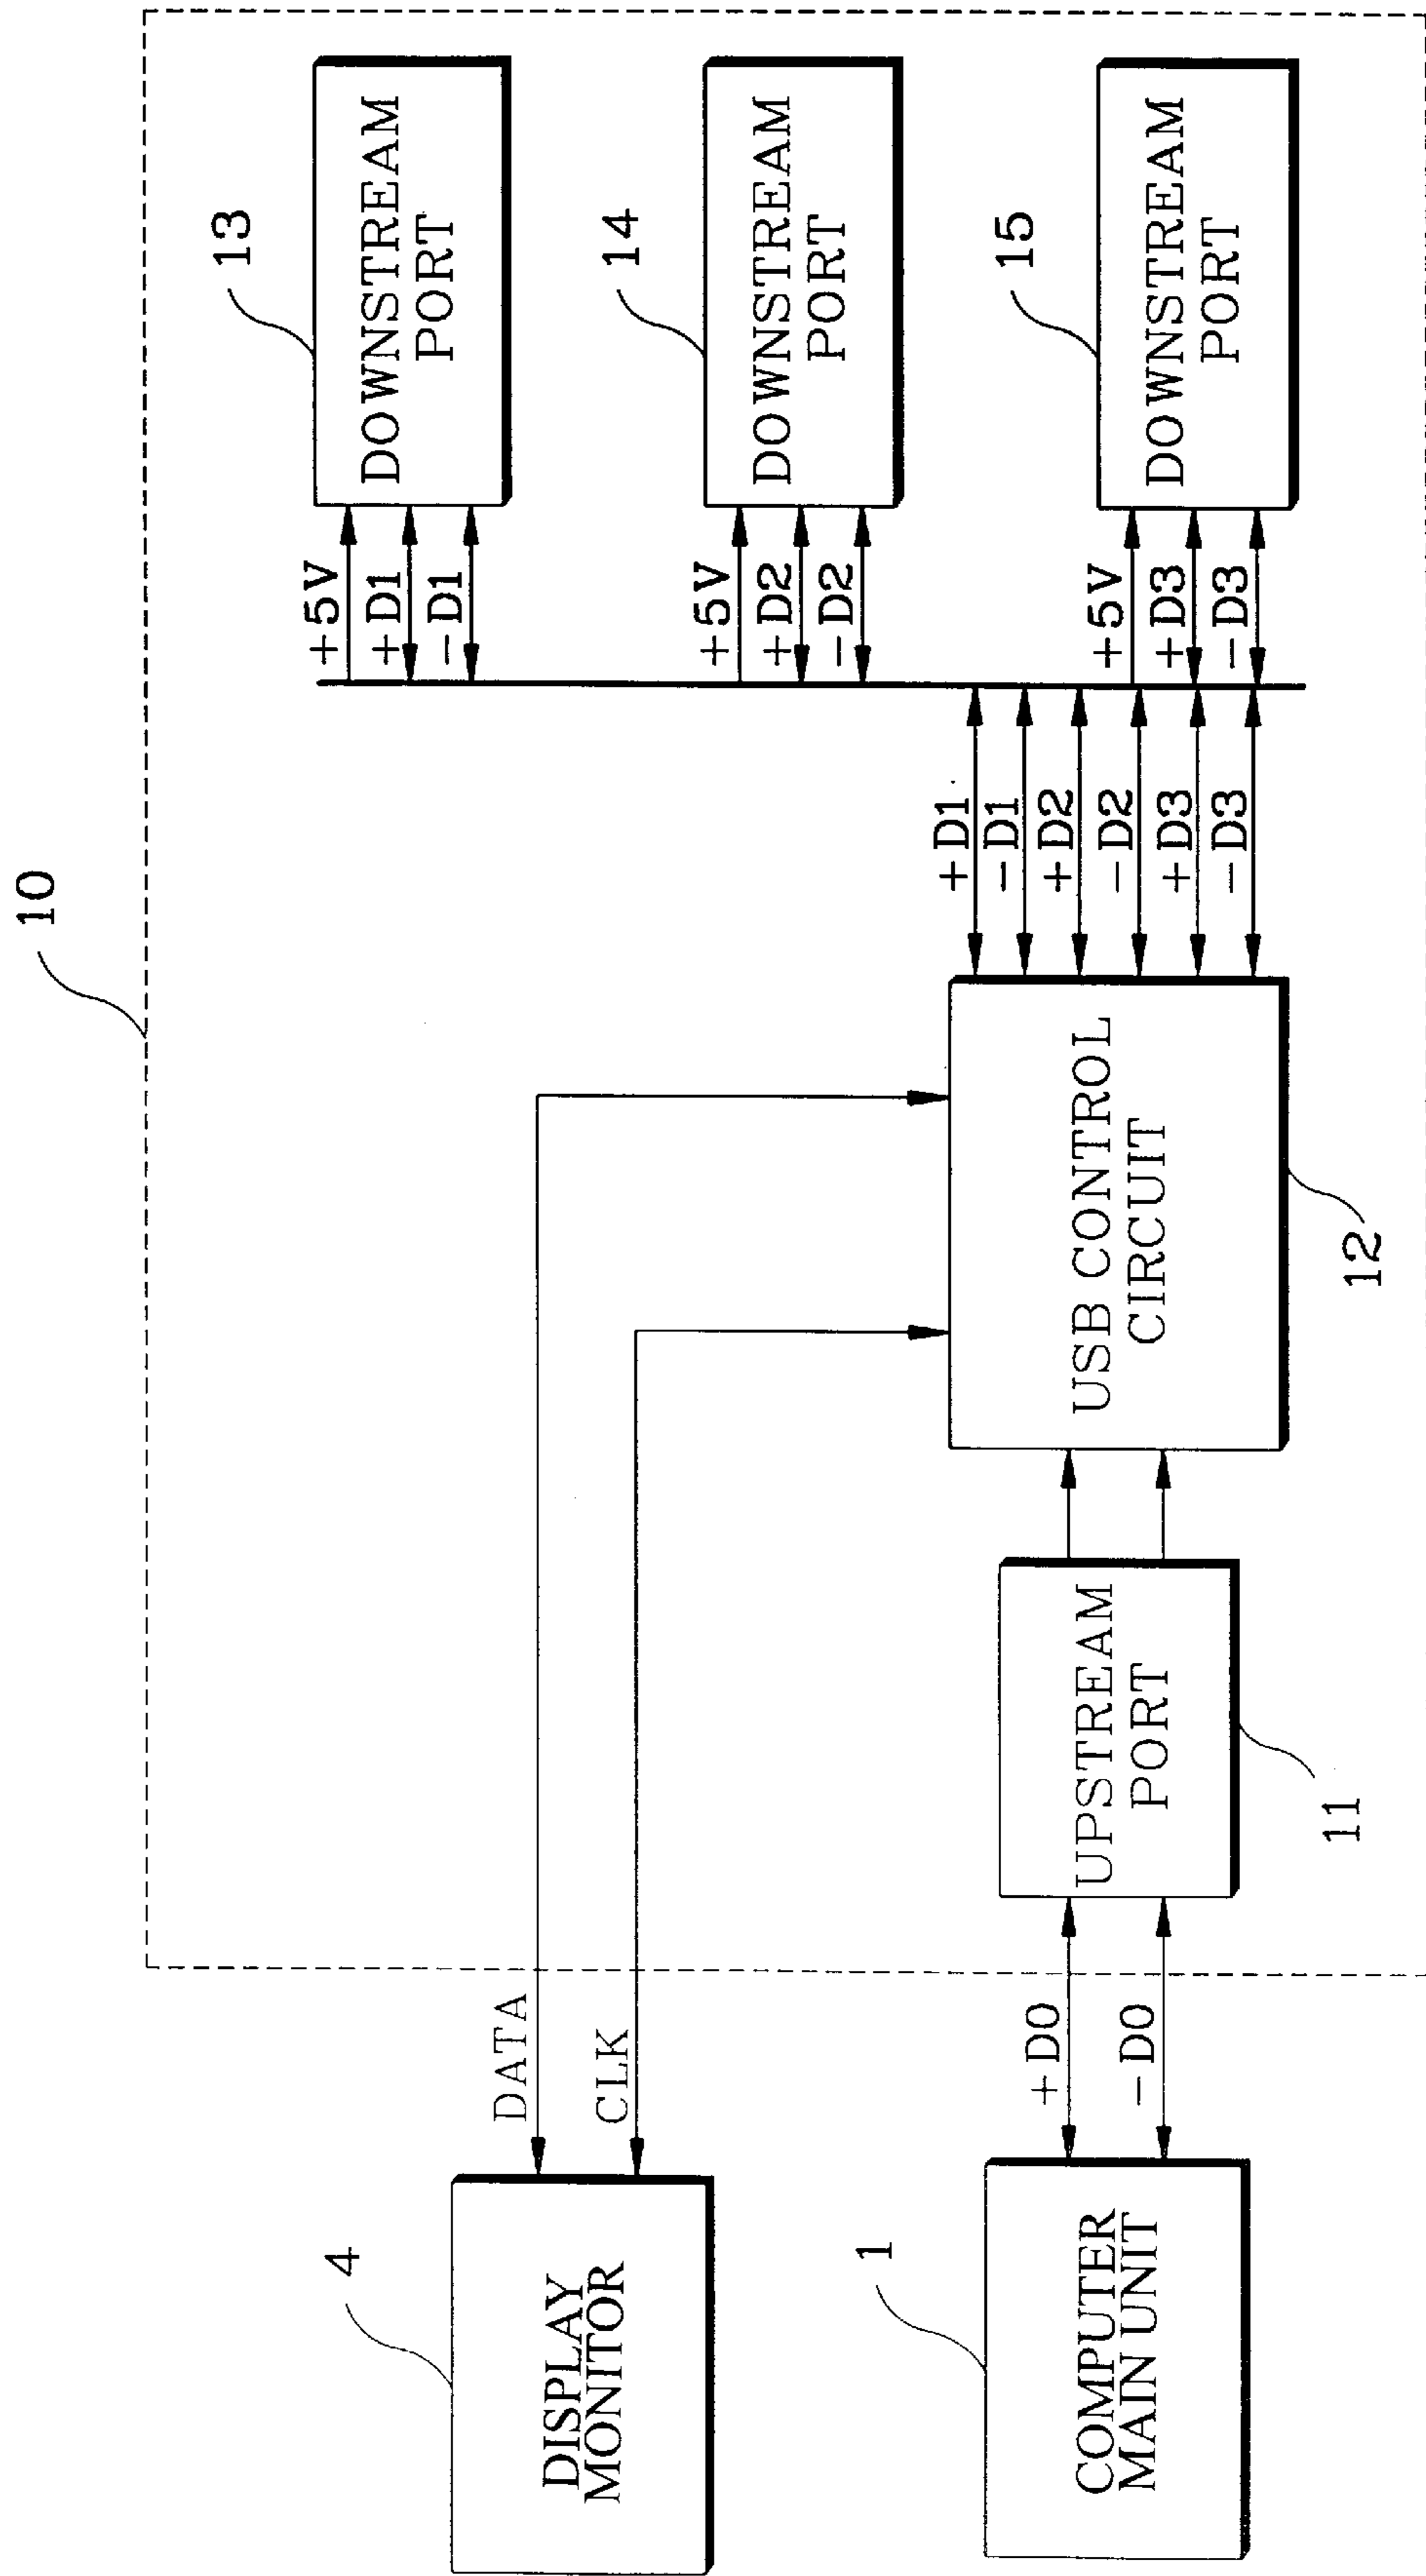 10
4
DISPLAY
MONITOR
DATA
CLK
1
COMPUTER
MAIN UNIT
+D0
-D0
UPSTREAM
PORT
11
USB CONTROL
CIRCUIT
12
+D1
-D1
+D2
-D2
+D3
-D3
+5V
+D1
-D1
13
DOWNSTREAM
PORT
+5V
+D2
-D2
14
DOWNSTREAM
PORT
+5V
+D3
-D3
15
DOWNSTREAM
PORT